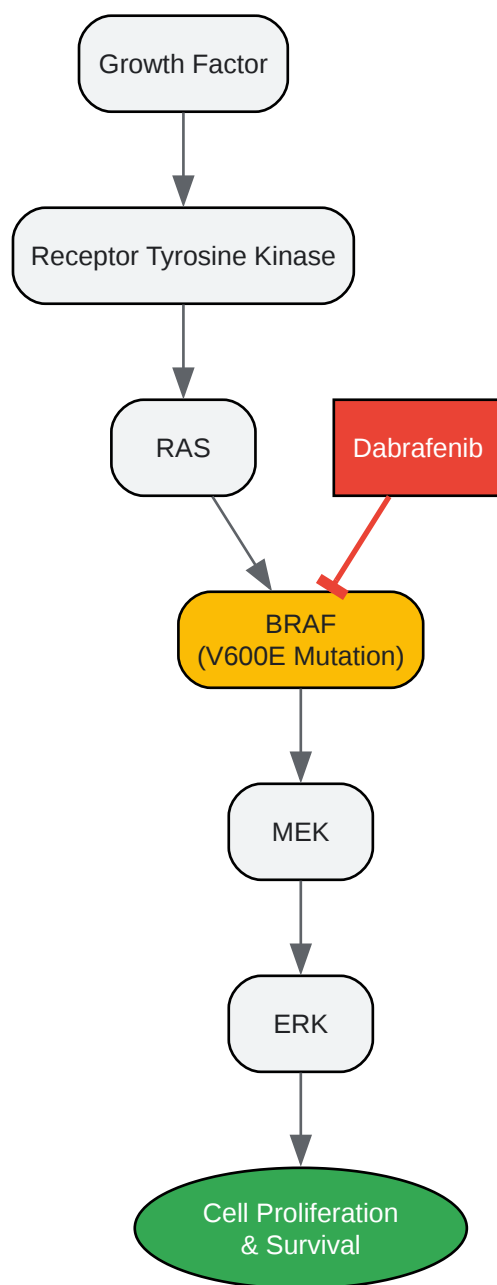 Growth Factor
Receptor Tyrosine Kinase
RAS
Dabrafenib
BRAF
(V600E Mutation)
MEK
ERK
Cell Proliferation
& Survival